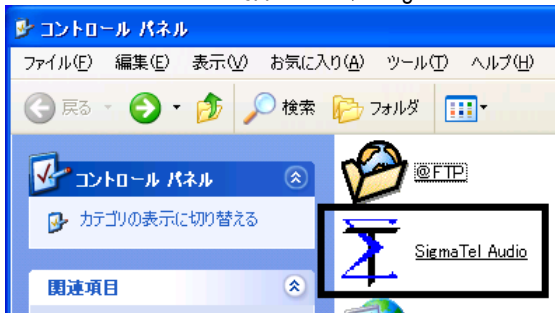 コントロール パネル
ファイル(F) 編集(E) 表示(V) お気に入り(A) ツール(T) ヘルプ(H)
戻る 検索 フォルダ
コントロール パネル
カテゴリの表示に切り替える
関連項目
@FTP
SigmaTel Audio